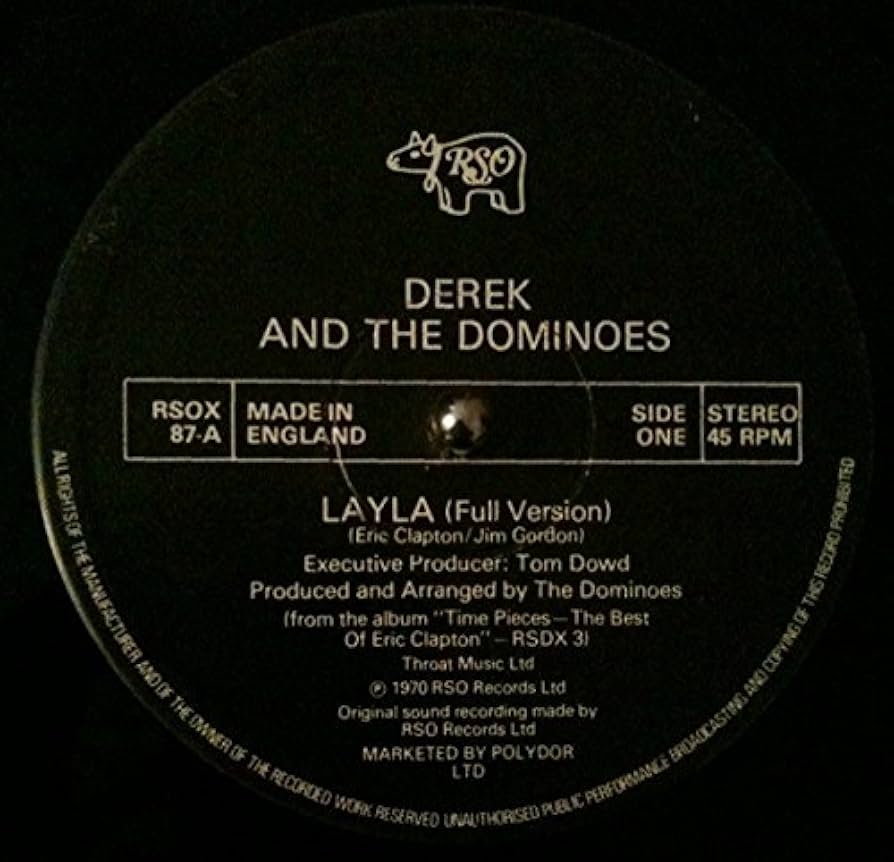 RSO
DEREK
AND THE DOMINOES
RSOX
87-A
MADE IN
ENGLAND
SIDE
ONE
STEREO
45 RPM
LAYLA (Full Version)
(Eric Clapton/Jim Gordon)
Executive Producer: Tom Dowd
Produced and Arranged by The Dominoes
(from the album "Time Pieces – The Best
Of Eric Clapton" – RSDX 3)
Throat Music Ltd
℗ 1970 RSO Records Ltd
Original sound recording made by
RSO Records Ltd
MARKETED BY POLYDOR
LTD
ALL RIGHTS OF THE MANUFACTURER AND OF THE OWNER OF THE RECORDED WORK RESERVED UNAUTHORISED PUBLIC PERFORMANCE BROADCASTING AND COPYING OF THIS RECORD PROHIBITED